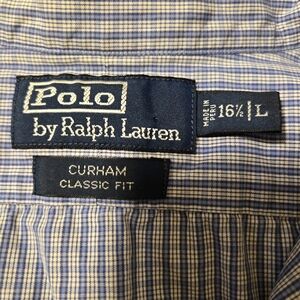 Polo
by Ralph Lauren
MADE IN
PERU
16½ L
CURHAM
CLASSIC FIT